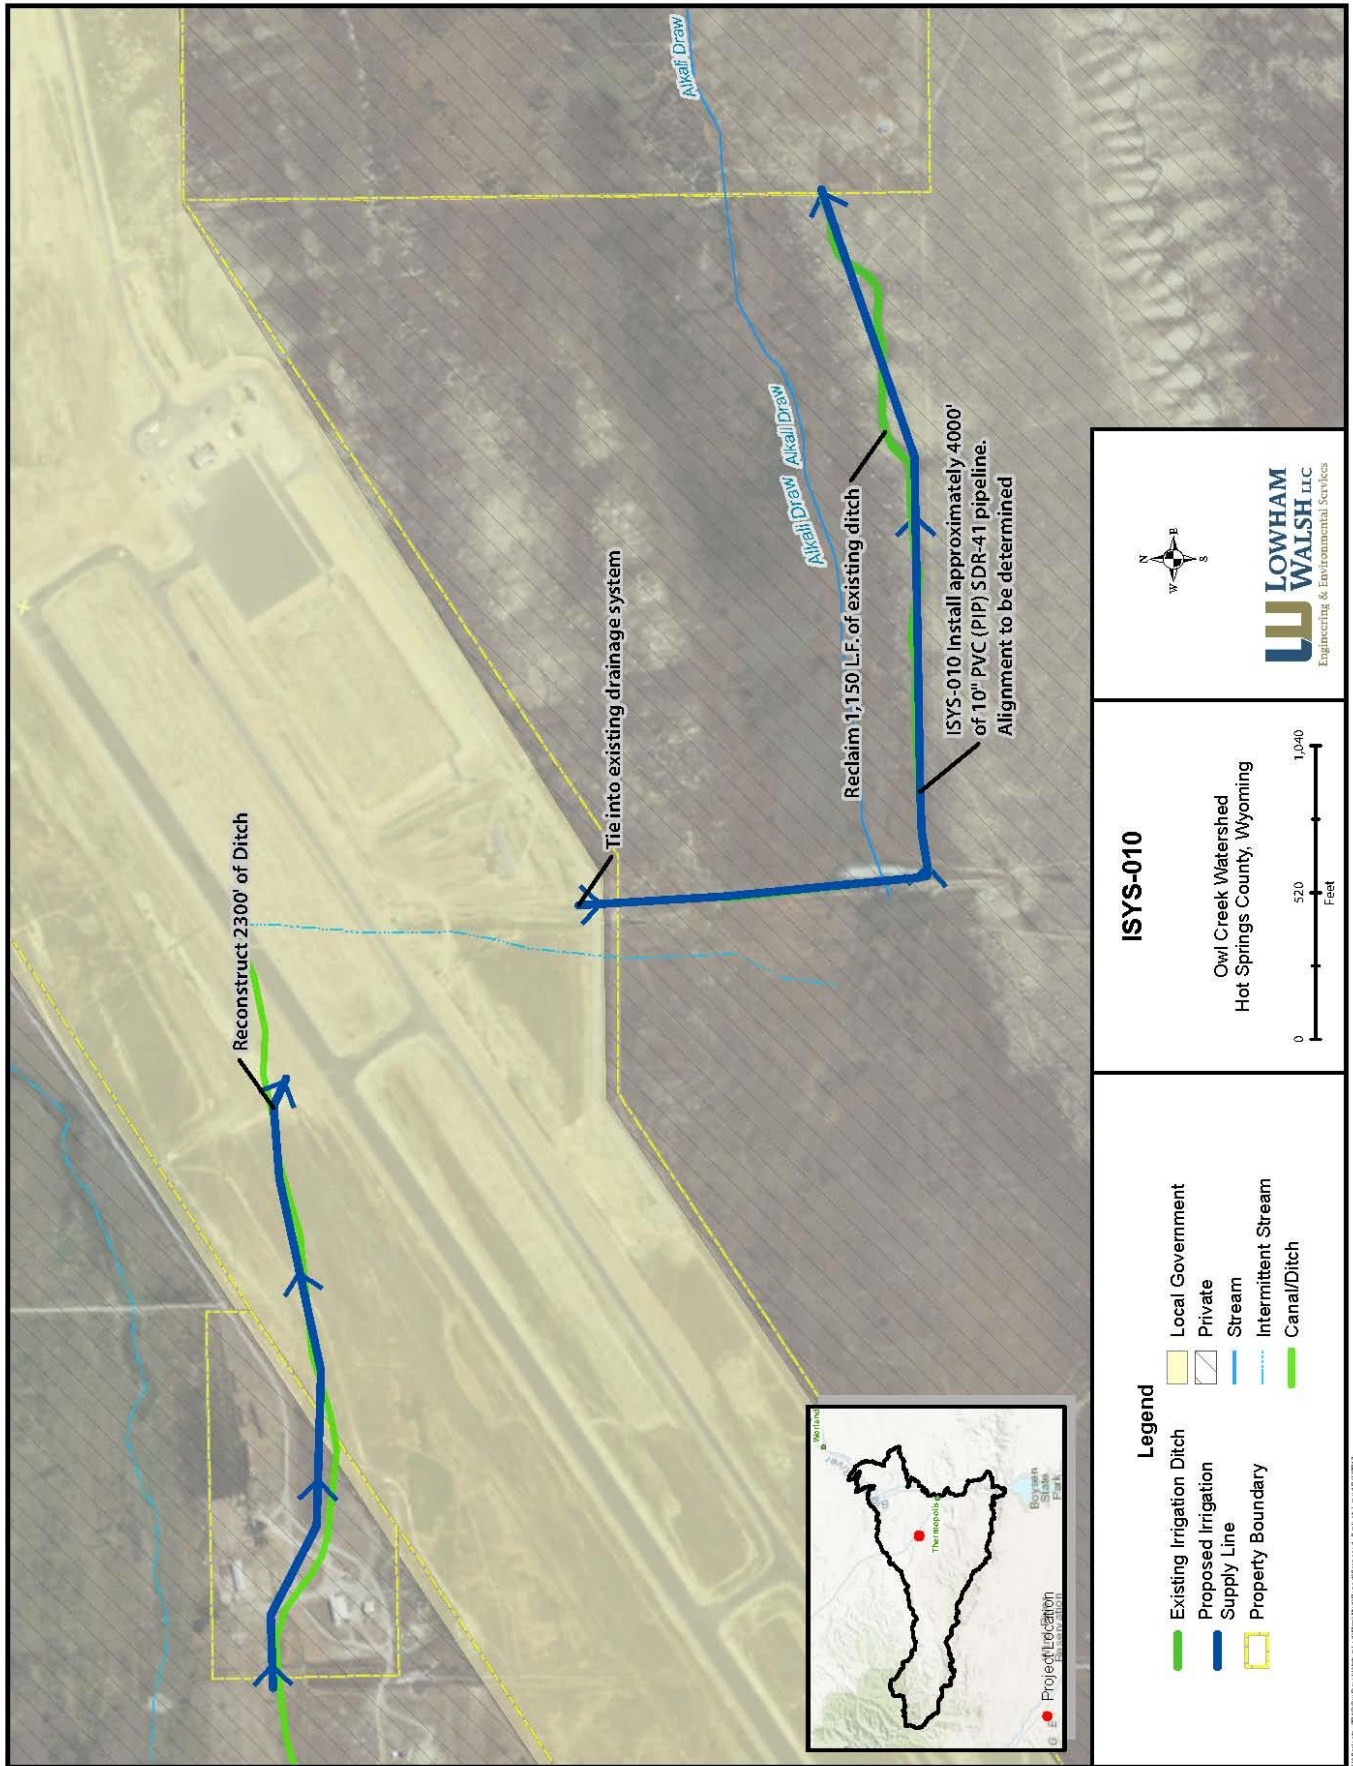 Alkali Draw
Reconstruct 2300' of Ditch
Tie into existing drainage system
Alkali Draw
Alkali Draw
Reclaim 1,150 L.F. of existing ditch
ISYS-010 Install approximately 4000'
of 10" PVC (PIP) SDR-41 pipeline.
Alignment to be determined
Worland
Thermopolis
Boysen
State
Park
Project Location
Legend
Existing Irrigation Ditch
Proposed Irrigation
Supply Line
Property Boundary
Local Government
Private
Stream
Intermittent Stream
Canal/Ditch
ISYS-010
Owl Creek Watershed
Hot Springs County, Wyoming
0 520 1,040
Feet
N
W E
S
LOWHAM
WALSH LLC
Engineering & Environmental Services